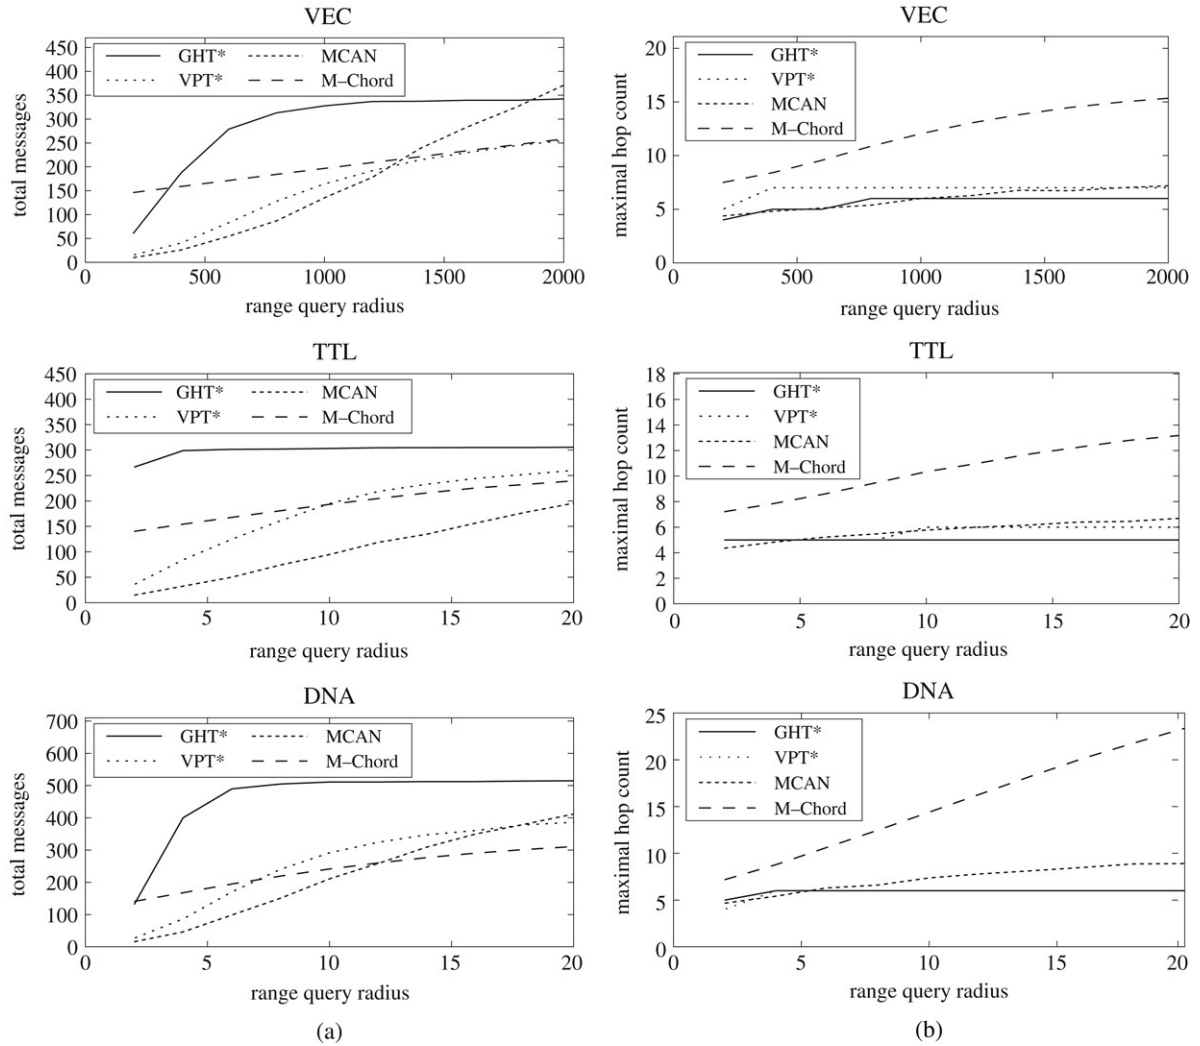 VEC
450
400
350
300
250
200
150
100
50
0
GHT*
VPT*
MCAN
M–Chord
total messages
0 500 1000 1500 2000
range query radius
VEC
20
15
10
5
0
GHT*
VPT*
MCAN
M–Chord
maximal hop count
0 500 1000 1500 2000
range query radius
TTL
450
400
350
300
250
200
150
100
50
0
GHT*
VPT*
MCAN
M–Chord
total messages
0 5 10 15 20
range query radius
TTL
18
16
14
12
10
8
6
4
2
0
GHT*
VPT*
MCAN
M–Chord
maximal hop count
0 5 10 15 20
range query radius
DNA
700
600
500
400
300
200
100
0
GHT*
VPT*
MCAN
M–Chord
total messages
0 5 10 15 20
range query radius
(a)
DNA
25
20
15
10
5
0
GHT*
VPT*
MCAN
M–Chord
maximal hop count
0 5 10 15 20
range query radius
(b)